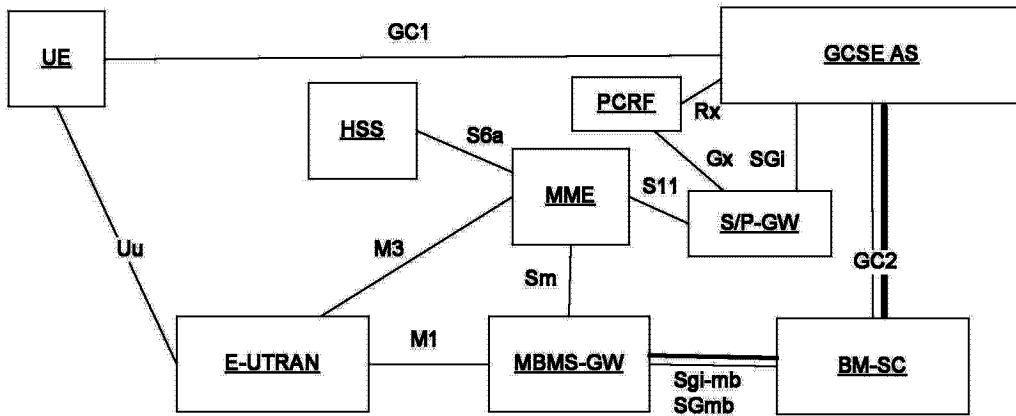 GC1
UE
GCSE AS
PCRF
Rx
HSS
S6a
Gx SGi
MME
S11
S/P-GW
Uu
M3
Sm
GC2
E-UTRAN
M1
MBMS-GW
BM-SC
Sgi-mb
SGmb